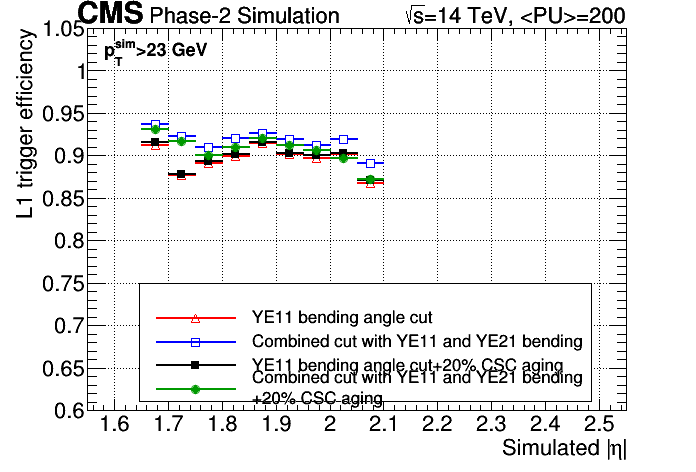 CMS Phase-2 Simulation √s=14 TeV, <PU>=200
p_T^sim>23 GeV
L1 trigger efficiency
1.05
1
0.95
0.9
0.85
0.8
0.75
0.7
0.65
0.6
YE11 bending angle cut
Combined cut with YE11 and YE21 bending
YE11 bending angle cut+20% CSC aging
Combined cut with YE11 and YE21 bending
+20% CSC aging
1.6 1.7 1.8 1.9 2 2.1 2.2 2.3 2.4 2.5
Simulated |η|